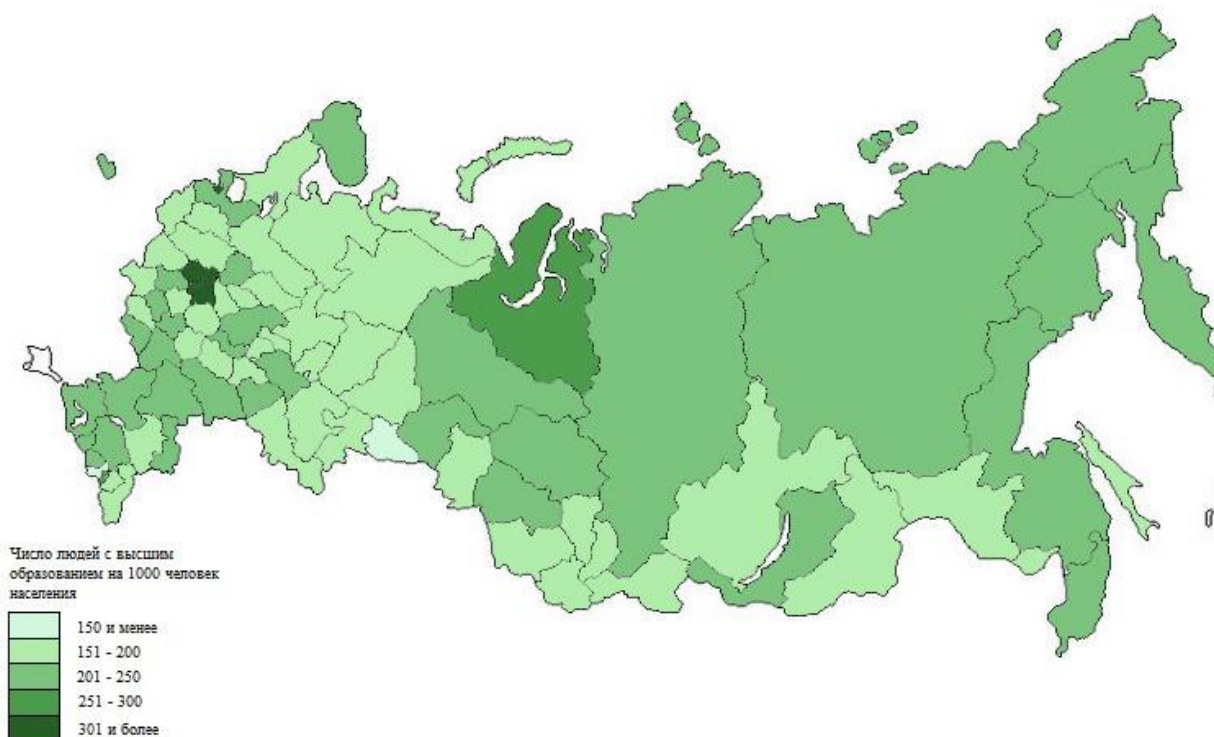 Число людей с высшим
образованием на 1000 человек
населения
150 и менее
151 - 200
201 - 250
251 - 300
301 и более